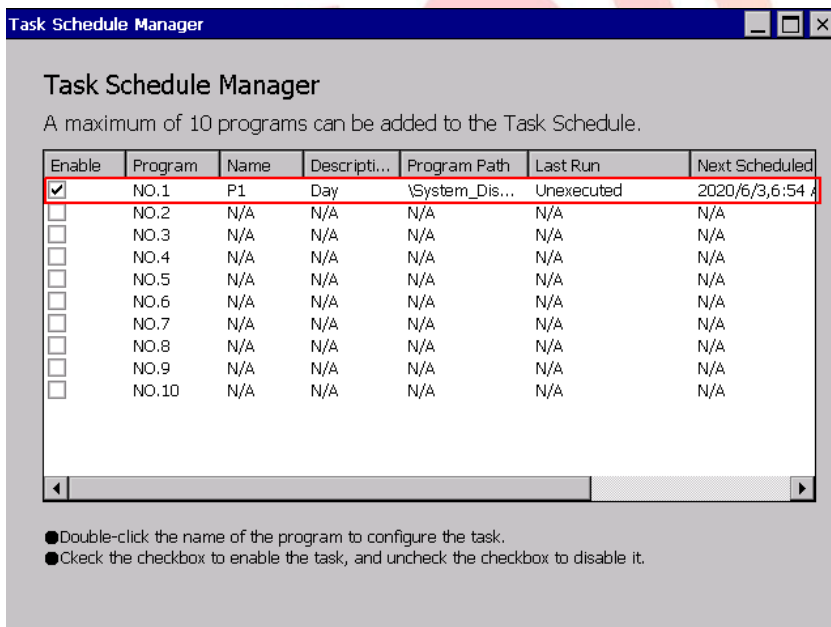 Task Schedule Manager
Task Schedule Manager
A maximum of 10 programs can be added to the Task Schedule.
Enable Program Name Descripti... Program Path Last Run Next Scheduled
NO.1 P1 Day \System_Dis... Unexecuted 2020/6/3,6:54
NO.2 N/A N/A N/A N/A N/A
NO.3 N/A N/A N/A N/A N/A
NO.4 N/A N/A N/A N/A N/A
NO.5 N/A N/A N/A N/A N/A
NO.6 N/A N/A N/A N/A N/A
NO.7 N/A N/A N/A N/A N/A
NO.8 N/A N/A N/A N/A N/A
NO.9 N/A N/A N/A N/A N/A
NO.10 N/A N/A N/A N/A N/A
●Double-click the name of the program to configure the task.
●Ckeck the checkbox to enable the task, and uncheck the checkbox to disable it.